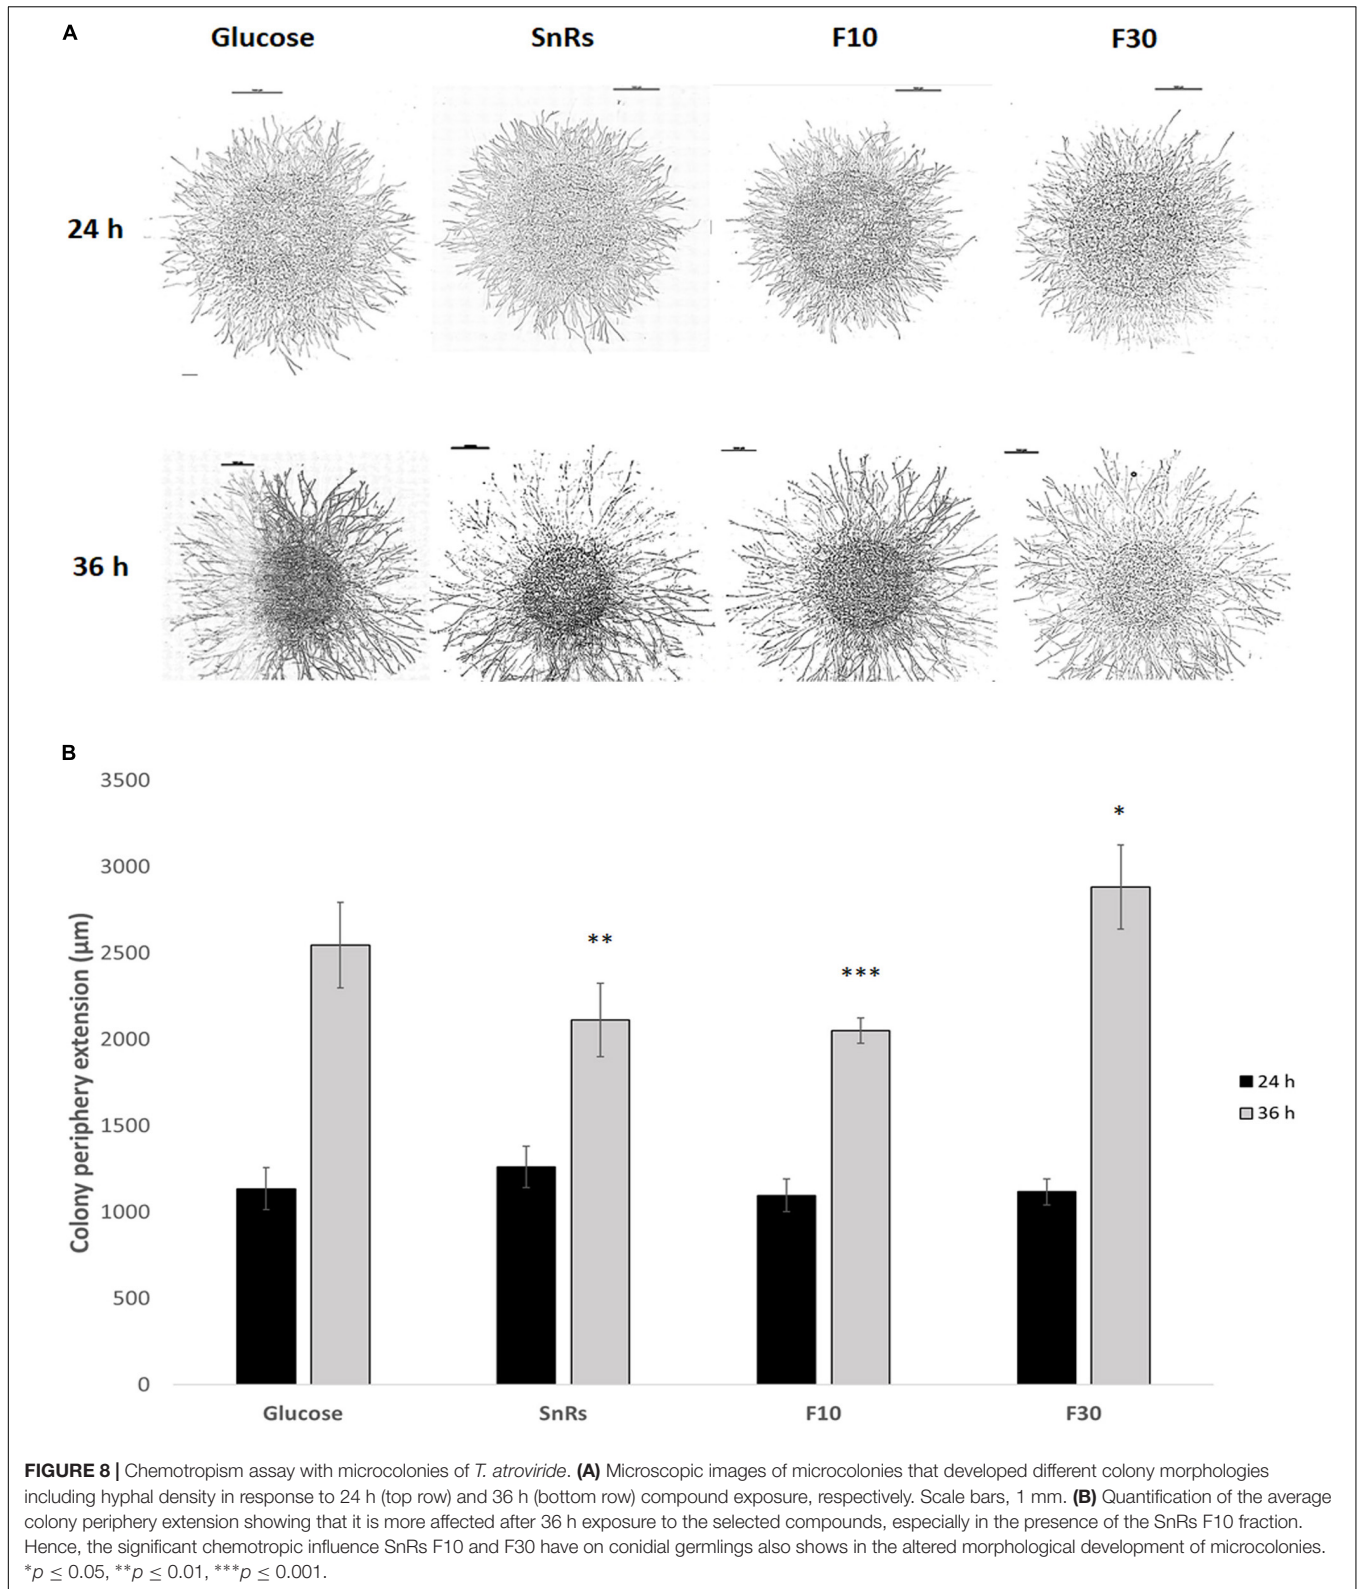 A
Glucose SnRs F10 F30
24 h
36 h
B
3500
3000
2500
2000
1500
1000
500
0
Colony periphery extension (µm)
*
**
***
24 h
36 h
Glucose SnRs F10 F30
FIGURE 8 | Chemotropism assay with microcolonies of T. atroviride. (A) Microscopic images of microcolonies that developed different colony morphologies
including hyphal density in response to 24 h (top row) and 36 h (bottom row) compound exposure, respectively. Scale bars, 1 mm. (B) Quantification of the average
colony periphery extension showing that it is more affected after 36 h exposure to the selected compounds, especially in the presence of the SnRs F10 fraction.
Hence, the significant chemotropic influence SnRs F10 and F30 have on conidial germlings also shows in the altered morphological development of microcolonies.
*p ≤ 0.05, **p ≤ 0.01, ***p ≤ 0.001.